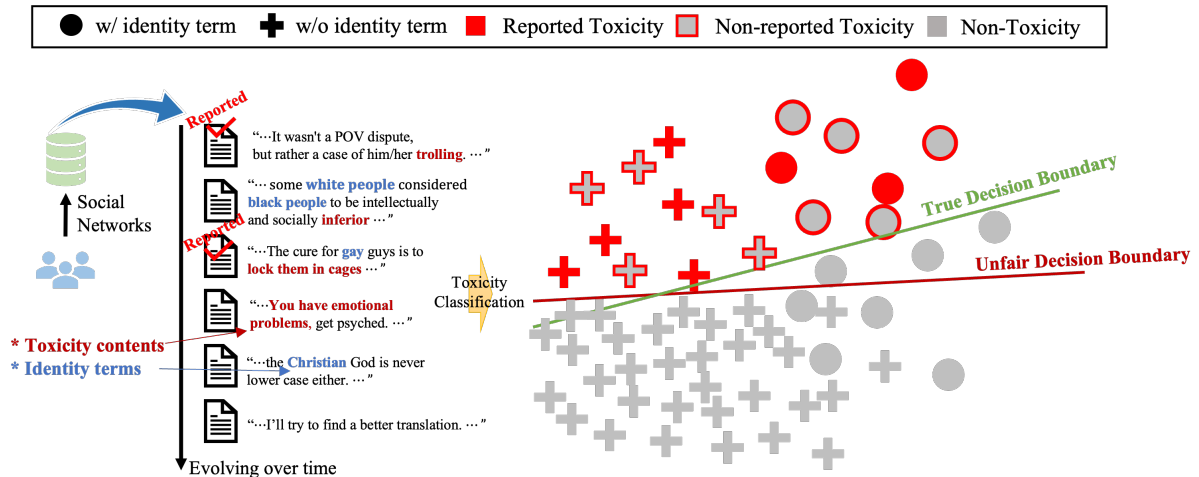 w/ identity term
w/o identity term
Reported Toxicity
Non-reported Toxicity
Non-Toxicity
Reported
“…It wasn't a POV dispute,
but rather a case of him/her trolling. …”
“… some white people considered
black people to be intellectually
and socially inferior …”
Social
Networks
Reported
“…The cure for gay guys is to
lock them in cages …”
“…You have emotional
problems, get psyched. …”
* Toxicity contents
* Identity terms
“…the Christian God is never
lower case either. …”
“…I’ll try to find a better translation. …”
Evolving over time
Toxicity
Classification
True Decision Boundary
Unfair Decision Boundary